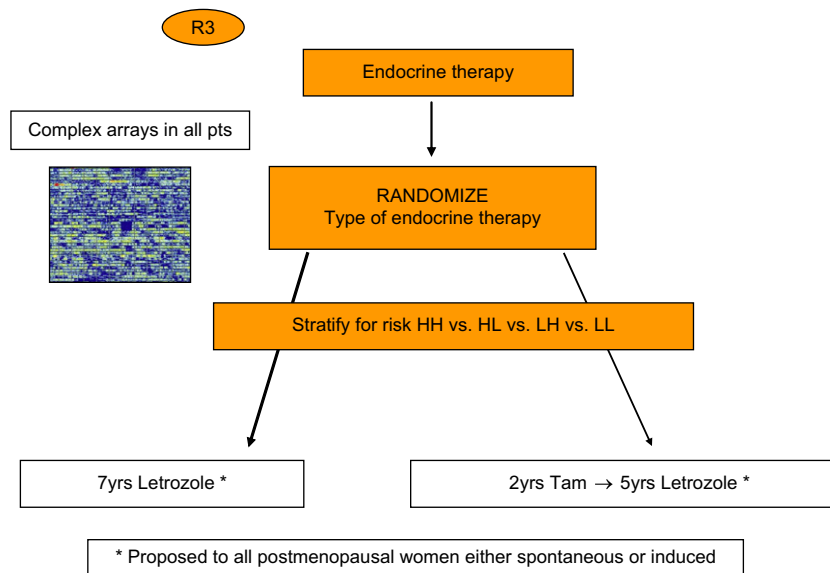 R3
Endocrine therapy
Complex arrays in all pts
RANDOMIZE
Type of endocrine therapy
Stratify for risk HH vs. HL vs. LH vs. LL
7yrs Letrozole *
2yrs Tam → 5yrs Letrozole *
* Proposed to all postmenopausal women either spontaneous or induced